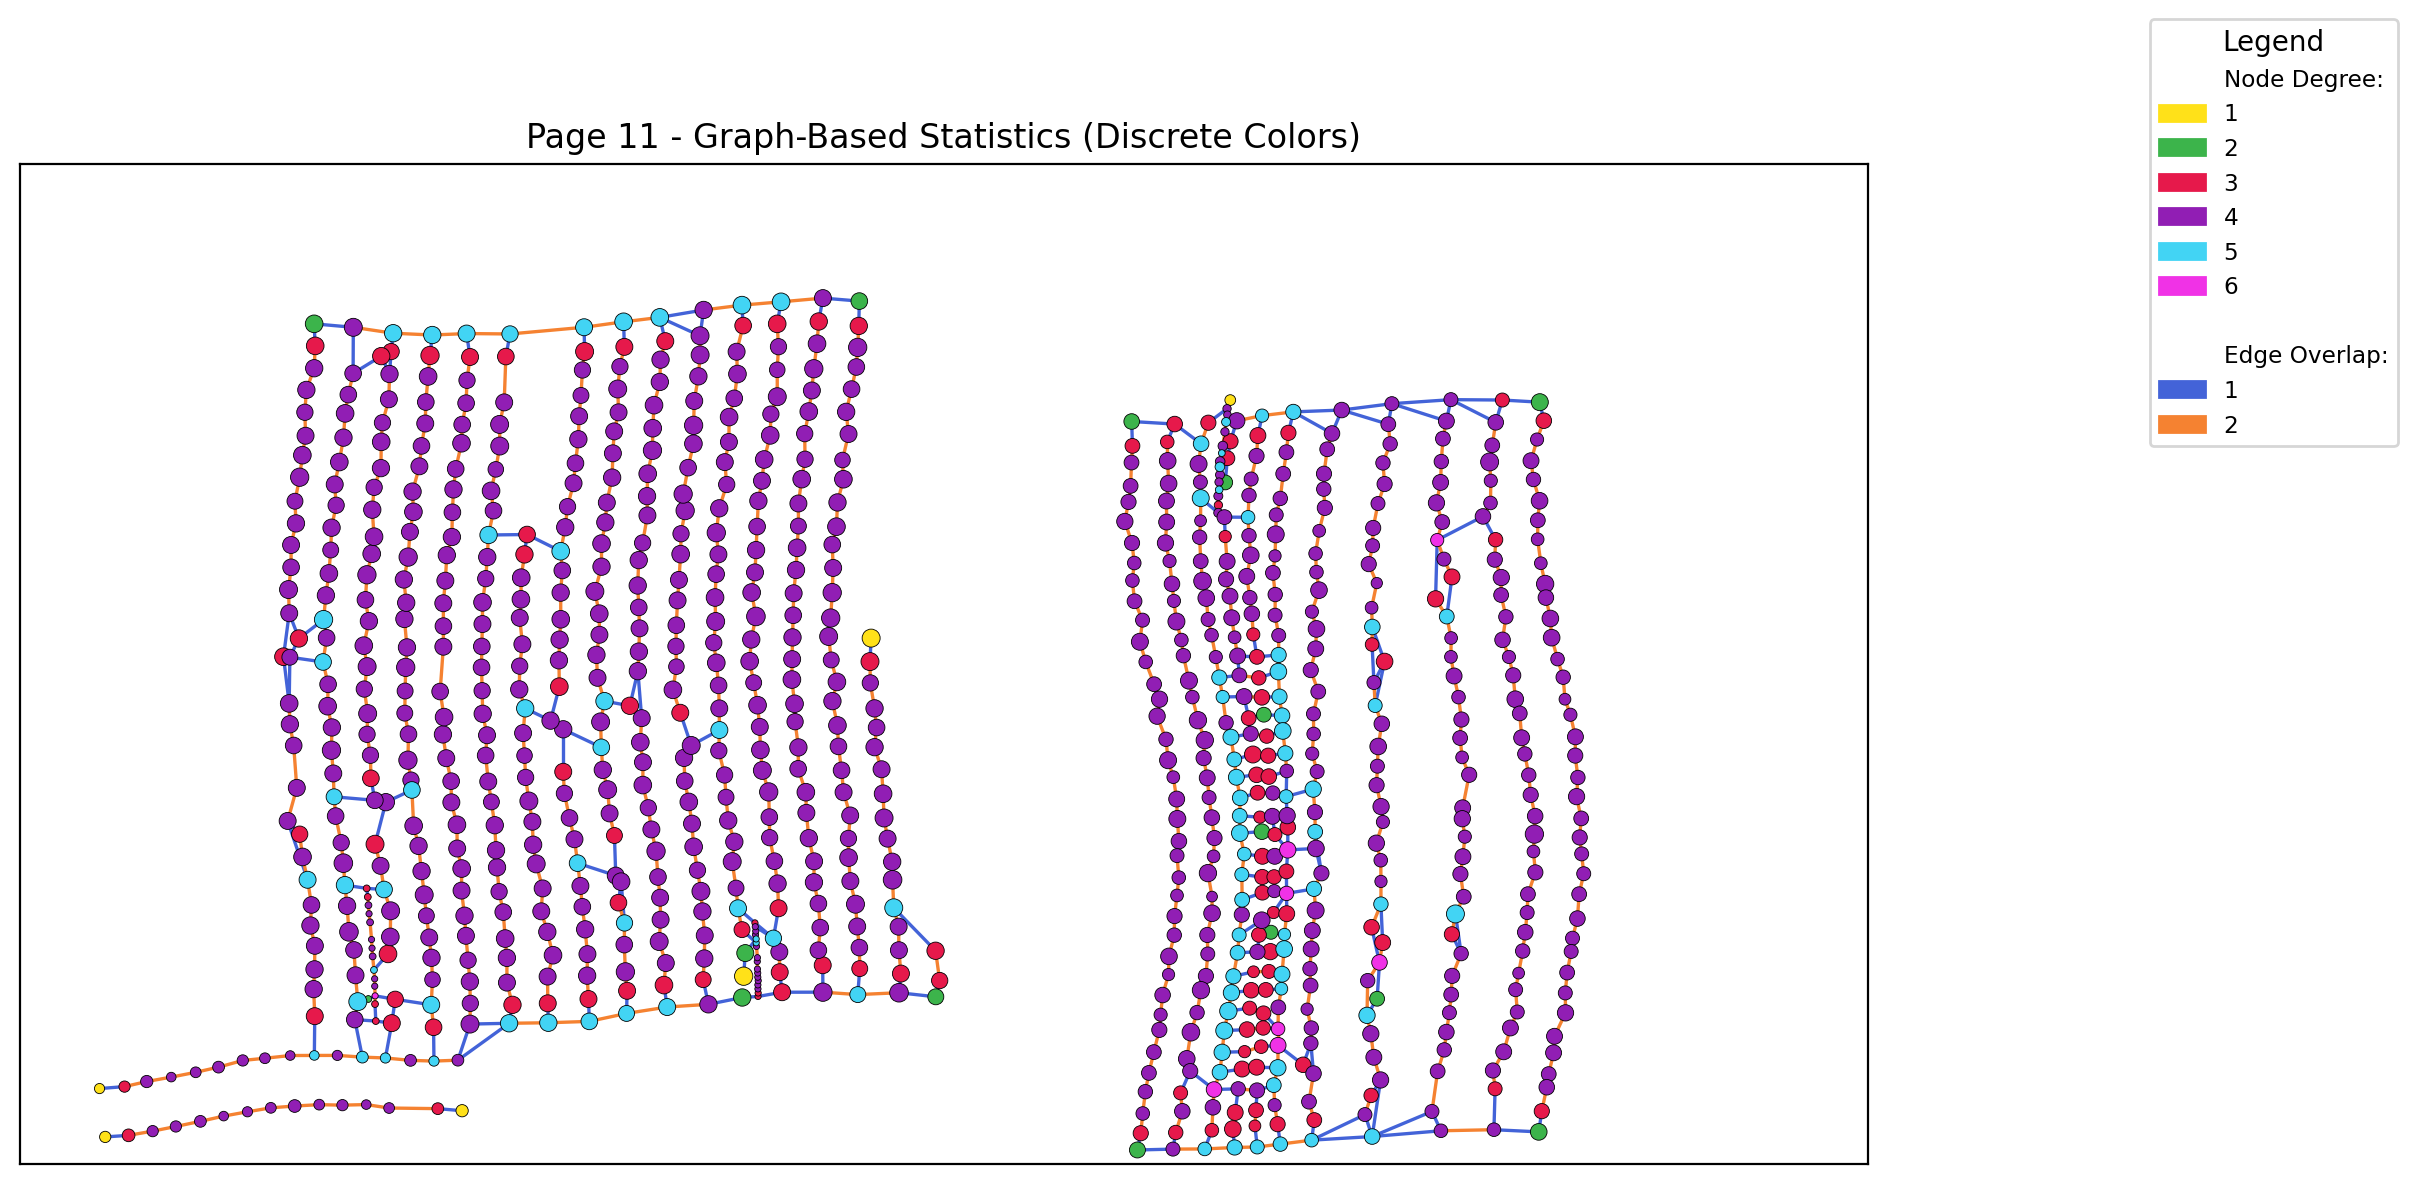 Page 11 - Graph-Based Statistics (Discrete Colors)
Legend
Node Degree:
1
2
3
4
5
6
Edge Overlap:
1
2